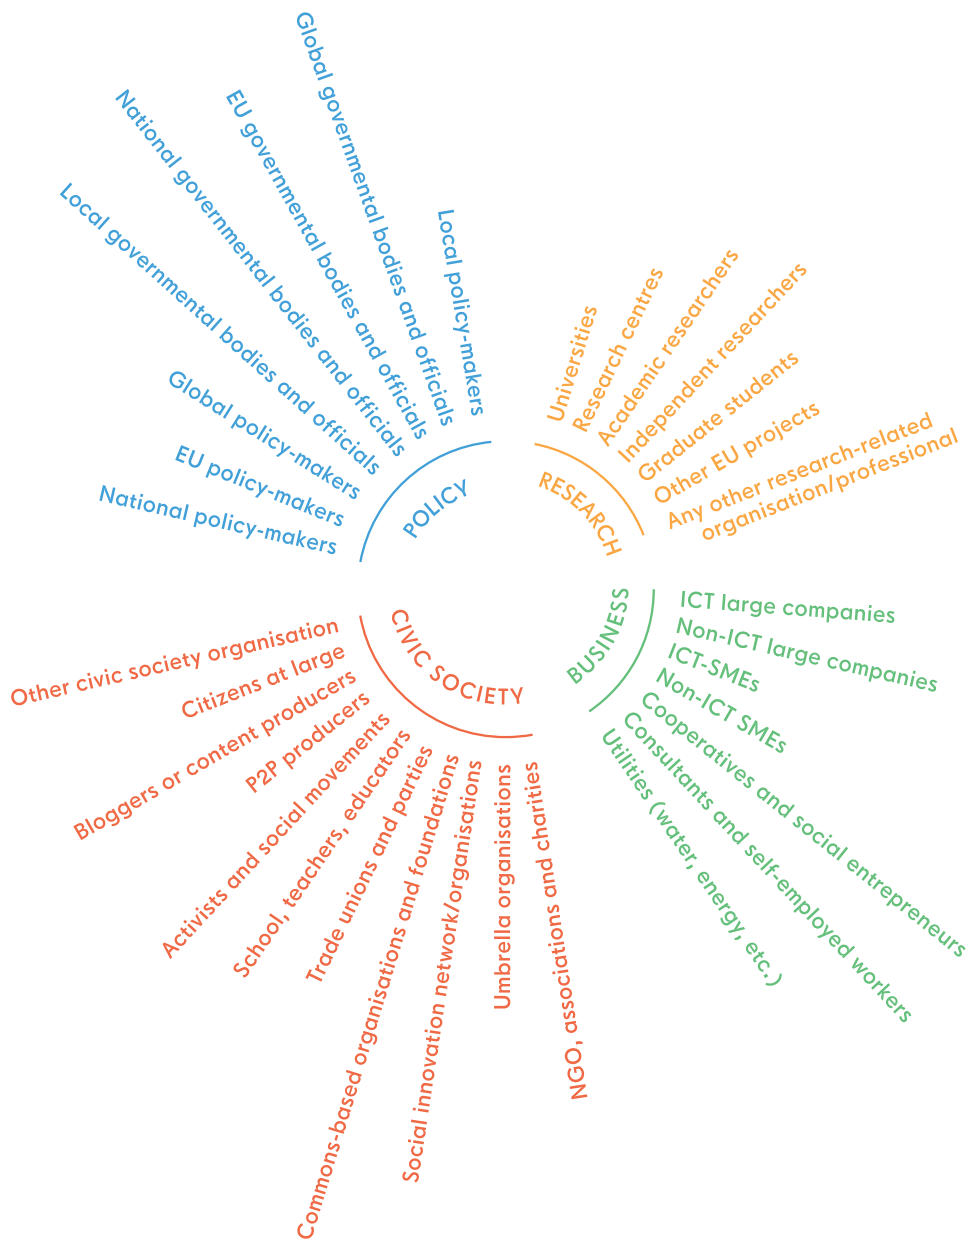 POLICY
National policy-makers
EU policy-makers
Global policy-makers
Local governmental bodies and officials
National governmental bodies and officials
EU governmental bodies and officials
Global governmental bodies and officials
Local policy-makers
RESEARCH
Universities
Research centres
Academic researchers
Independent researchers
Graduate students
Other EU projects
Any other research-related
organisation/professional
BUSINESS
ICT large companies
Non-ICT large companies
ICT-SMEs
Non-ICT SMEs
Cooperatives and social entrepreneurs
Consultants and self-employed workers
Utilities (water, energy, etc.)
CIVIC SOCIETY
Other civic society organisation
Citizens at large
Bloggers or content producers
P2P producers
Activists and social movements
School, teachers, educators
Trade unions and parties
Commons-based organisations and foundations
Social innovation network/organisations
Umbrella organisations
NGO, associations and charities